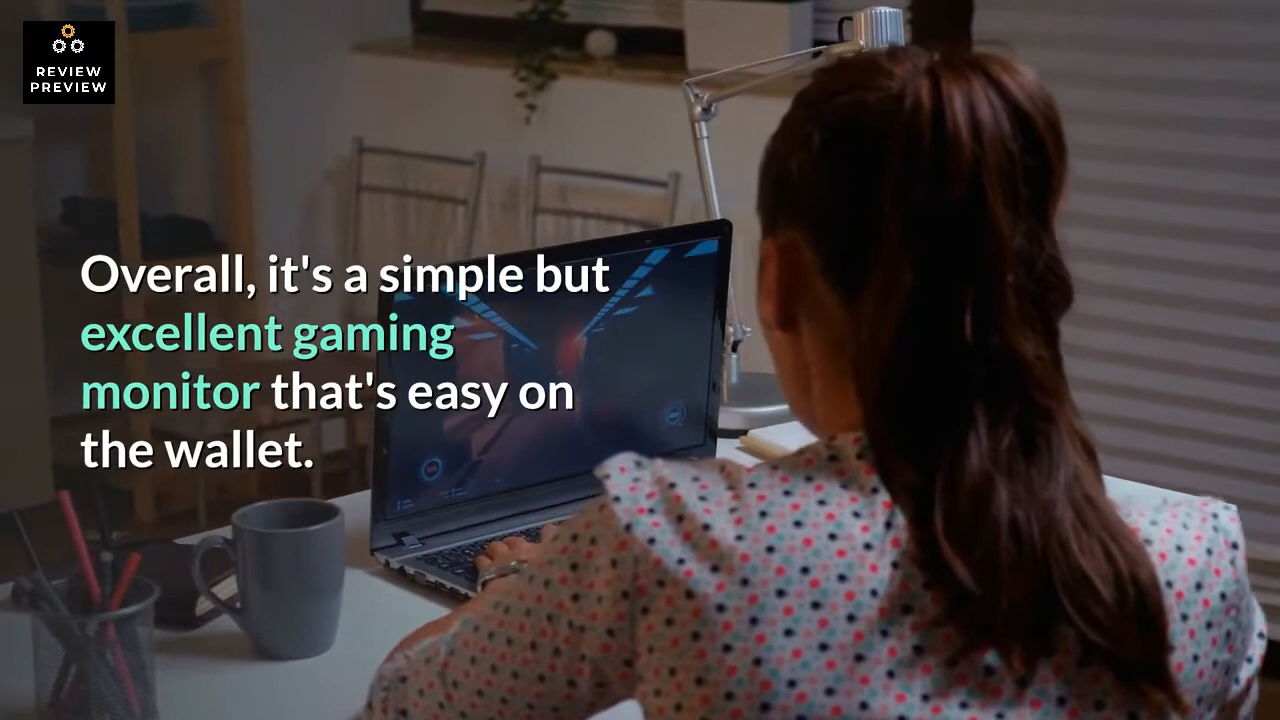 REVIEW
PREVIEW
Overall, it's a simple but
excellent gaming
monitor that's easy on
the wallet.